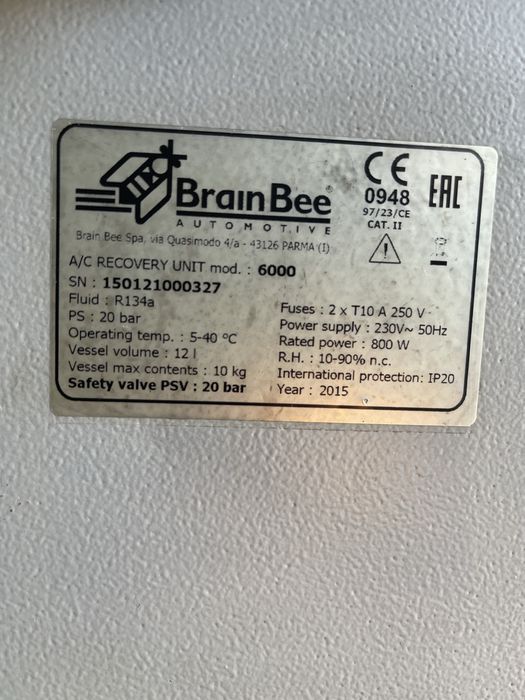 BrainBee
AUTOMOTIVE
Brain Bee Spa, via Quasimodo 4/a - 43126 PARMA (I)
CE
0948
97/23/CE
CAT. II
EAC
A/C RECOVERY UNIT mod. : 6000
SN : 150121000327
Fluid : R134a
PS : 20 bar
Operating temp. : 5-40 ºC
Vessel volume : 12 l
Vessel max contents : 10 kg
Safety valve PSV : 20 bar
Fuses : 2 x T10 A 250 V
Power supply : 230V~ 50Hz
Rated power : 800 W
R.H. : 10-90% n.c.
International protection: IP20
Year : 2015